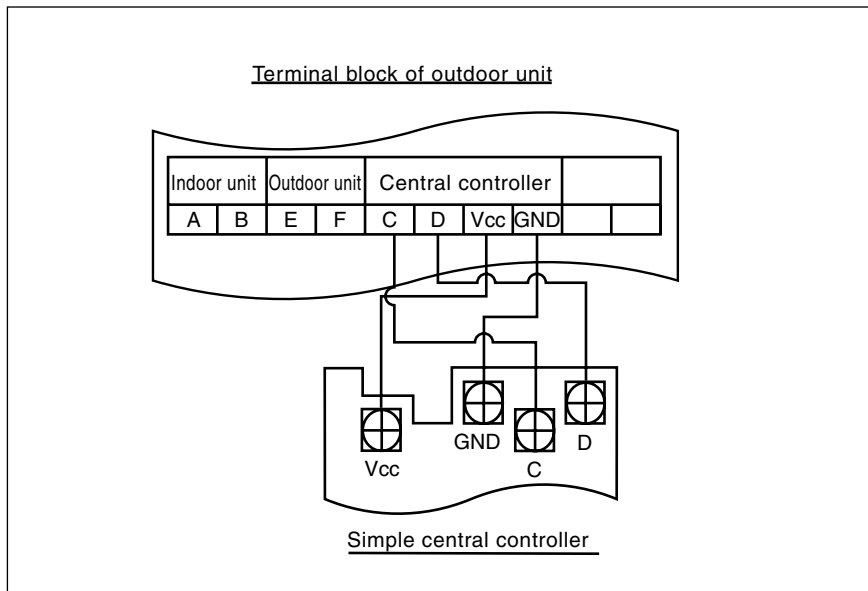 Terminal block of outdoor unit
Indoor unit Outdoor unit Central controller
A B E F C D Vcc GND
Vcc GND C D
Simple central controller